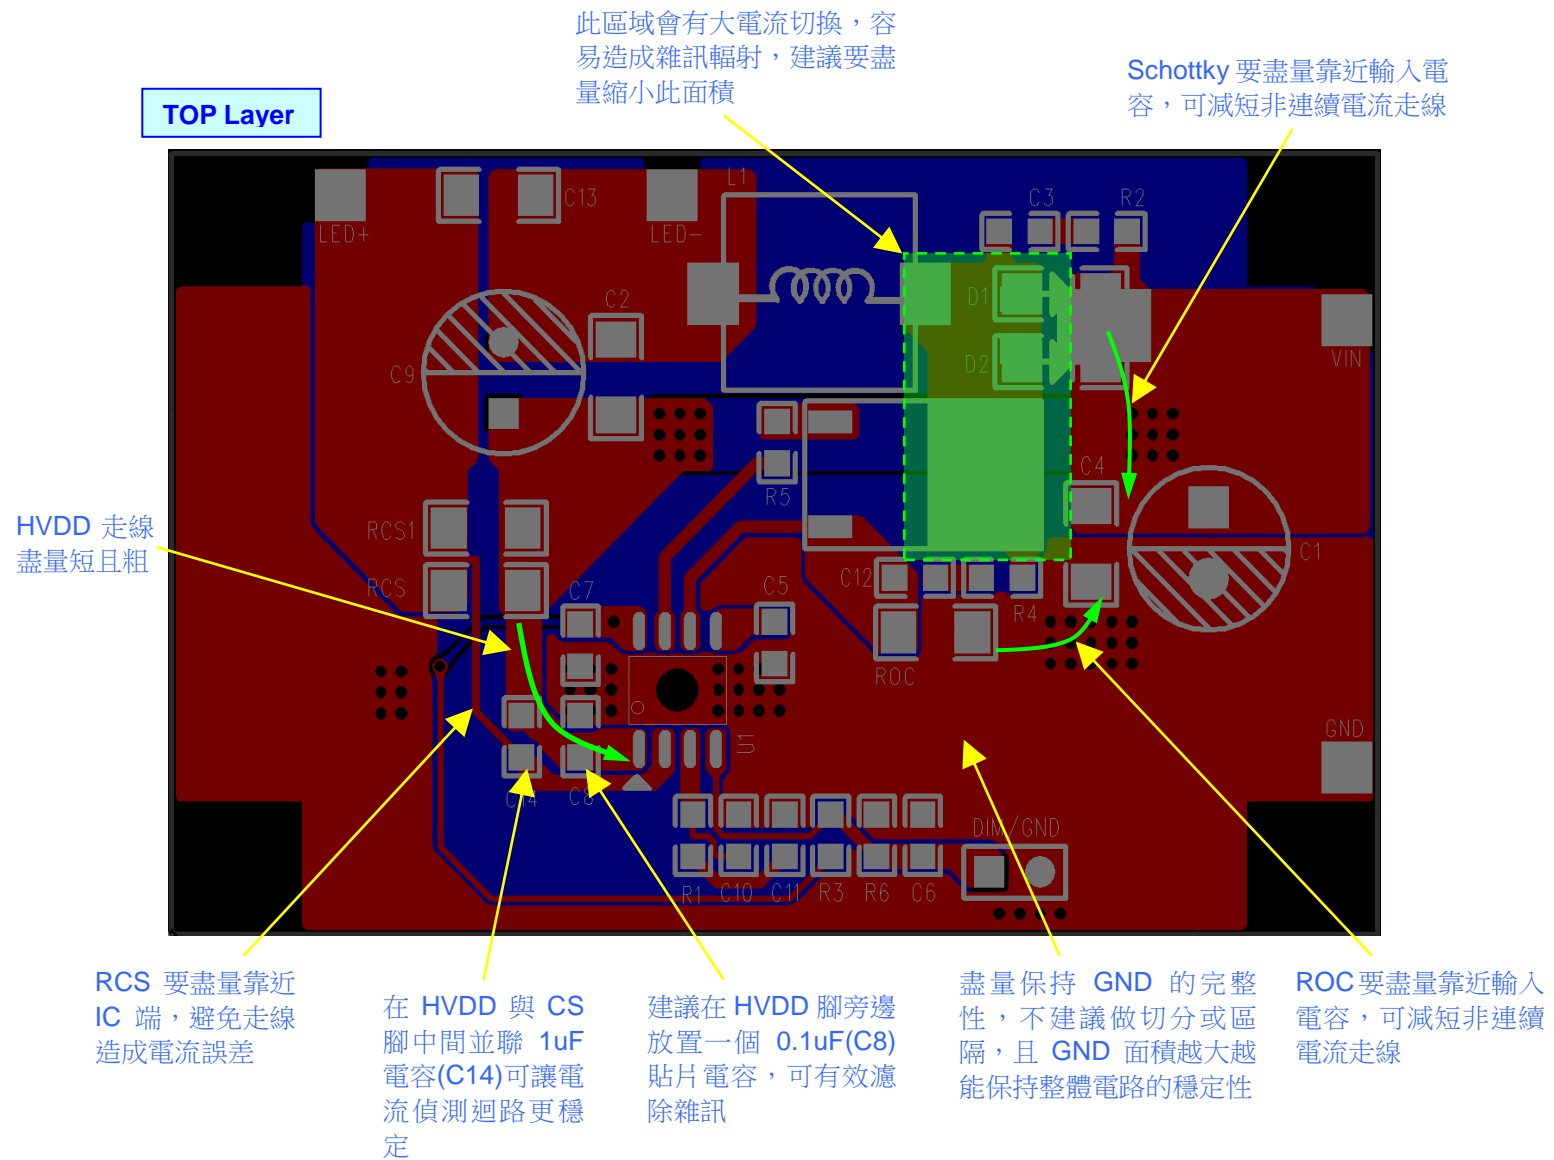 此區域會有大電流切換，容
易造成雜訊輻射，建議要盡
量縮小此面積
Schottky 要盡量靠近輸入電
容，可減短非連續電流走線
TOP Layer
L1
C13
C3
R2
LED+
LED-
C2
D1
D2
VIN
C9
C4
R5
HVDD 走線
盡量短且粗
RCS1
C1
RCS
C7
C5
C12
R4
ROC
GND
U1
C14
C8
DIM/GND
R1
C10
C11
R3
R6
C6
RCS 要盡量靠近
IC 端，避免走線
造成電流誤差
在 HVDD 與 CS
腳中間並聯 1uF
電容(C14)可讓電
流偵測迴路更穩
定
建議在 HVDD 腳旁邊
放置一個 0.1uF(C8)
貼片電容，可有效濾
除雜訊
盡量保持 GND 的完整
性，不建議做切分或區
隔，且 GND 面積越大越
能保持整體電路的穩定性
ROC 要盡量靠近輸入
電容，可減短非連續
電流走線